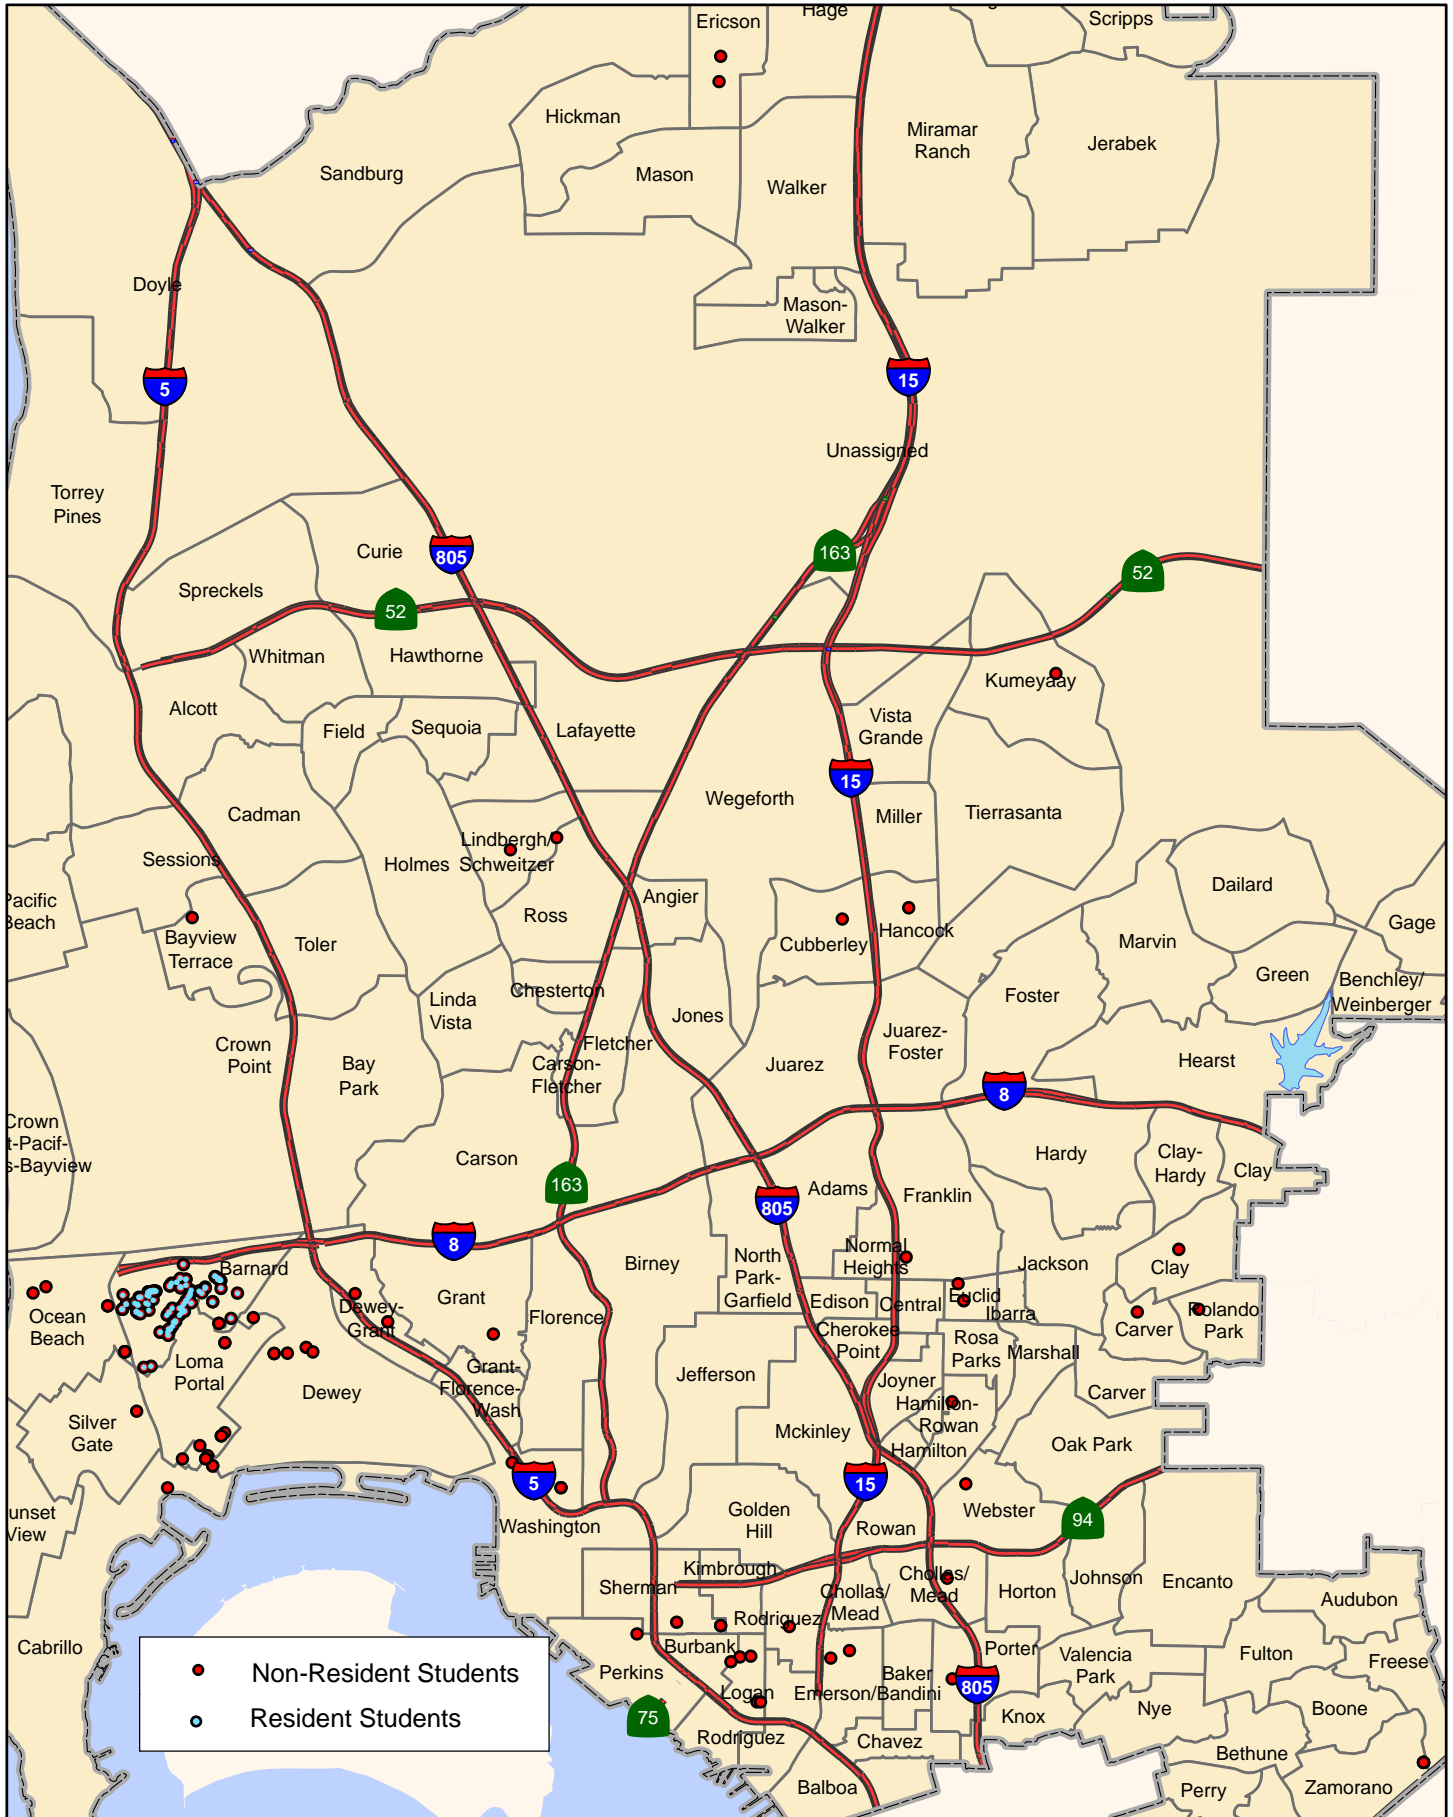 Hage
Ericson
Scripps
Hickman
Miramar
Ranch
Jerabek
Sandburg
Mason
Walker
Doyle
Mason-
Walker
5
15
Unassigned
Torrey
Pines
Curie
805
163
52
Spreckels
52
Whitman
Hawthorne
Kumeyaay
Alcott
Field
Sequoia
Lafayette
Vista
Grande
15
Wegeforth
Cadman
Miller
Tierrasanta
Sessions
Holmes
Lindbergh/
Schweitzer
Dailard
Pacific
Beach
Angier
Ross
Gage
Bayview
Terrace
Toler
Cubberley
Hancock
Marvin
Green
Benchley/
Weinberger
Chesterton
Linda
Vista
Foster
Jones
Crown
Point
Bay
Park
Fletcher
Carson-
Fletcher
Juarez
Juarez-
Foster
Hearst
8
Crown
t-Pacif-
s-Bayview
Carson
163
Hardy
Clay-
Hardy
Clay
805
Adams
Franklin
8
Barnard
Birney
North
Park-
Garfield
Normal
Heights
Jackson
Clay
Ocean
Beach
Dewey-
Grant
Grant
Florence
Edison
Central
Euclid
Ibarra
Carver
Rolando
Park
Cherokee
Point
Rosa
Parks
Marshall
Loma
Portal
Dewey
Grant-
Florence-
Wash
Jefferson
Joyner
Hamilton-
Rowan
Carver
Silver
Gate
Mckinley
Hamilton
Oak Park
5
15
unset
View
Washington
Golden
Hill
Rowan
Webster
94
Sherman
Kimbrough
Chollas/
Mead
Chollas/
Mead
Horton
Johnson
Encanto
Audubon
Cabrillo
Rodriguez
Burbank
Perkins
Logan
Emerson/Bandini
Baker
Porter
805
Valencia
Park
Fulton
Freese
Non-Resident Students
Resident Students
75
Rodriguez
Chavez
Knox
Nye
Boone
Bethune
Balboa
Perry
Zamorano